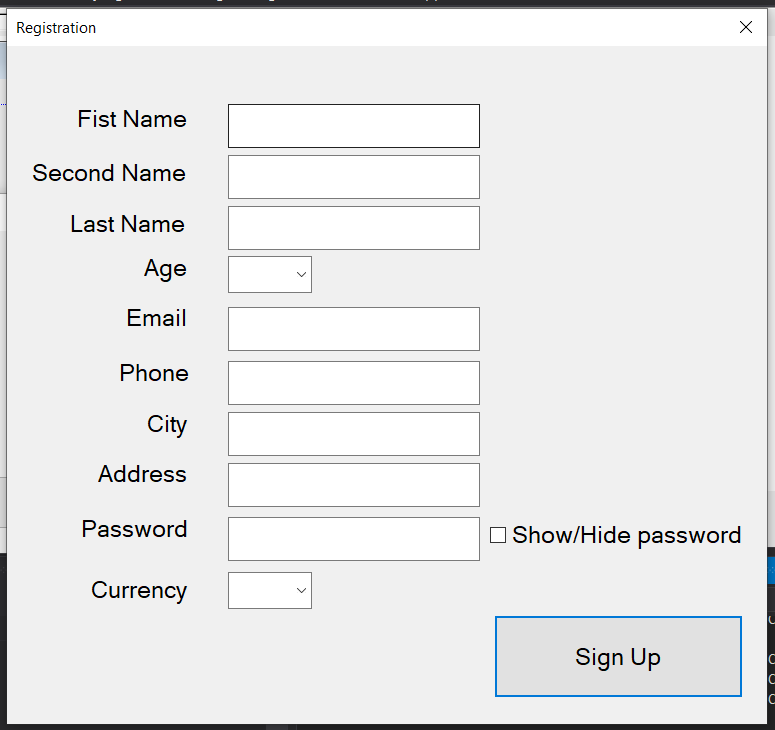 Registration
Fist Name
Second Name
Last Name
Age
Email
Phone
City
Address
Password
Show/Hide password
Currency
Sign Up